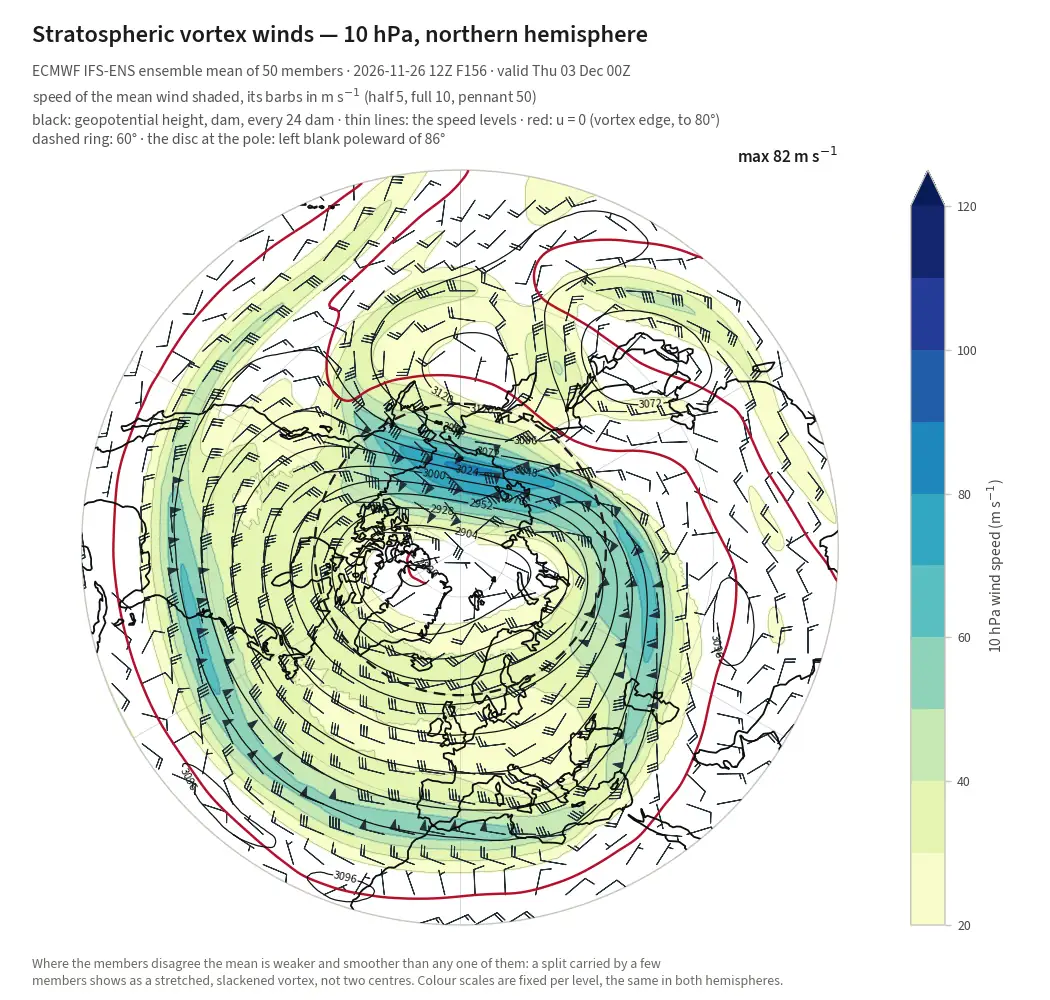 Stratospheric vortex winds — 10 hPa, northern hemisphere
ECMWF IFS-ENS ensemble mean of 50 members · 2026-11-26 12Z F156 · valid Thu 03 Dec 00Z
speed of the mean wind shaded, its barbs in m s⁻¹ (half 5, full 10, pennant 50)
black: geopotential height, dam, every 24 dam · thin lines: the speed levels · red: u = 0 (vortex edge, to 80°)
dashed ring: 60° · the disc at the pole: left blank poleward of 86°
max 82 m s⁻¹
120
100
80
60
40
20
10 hPa wind speed (m s⁻¹)
3120
3072
3096
3072
3024
3048
3000
2976
2952
2928
2904
3096
3096
3096
Where the members disagree the mean is weaker and smoother than any one of them: a split carried by a few
members shows as a stretched, slackened vortex, not two centres. Colour scales are fixed per level, the same in both hemispheres.